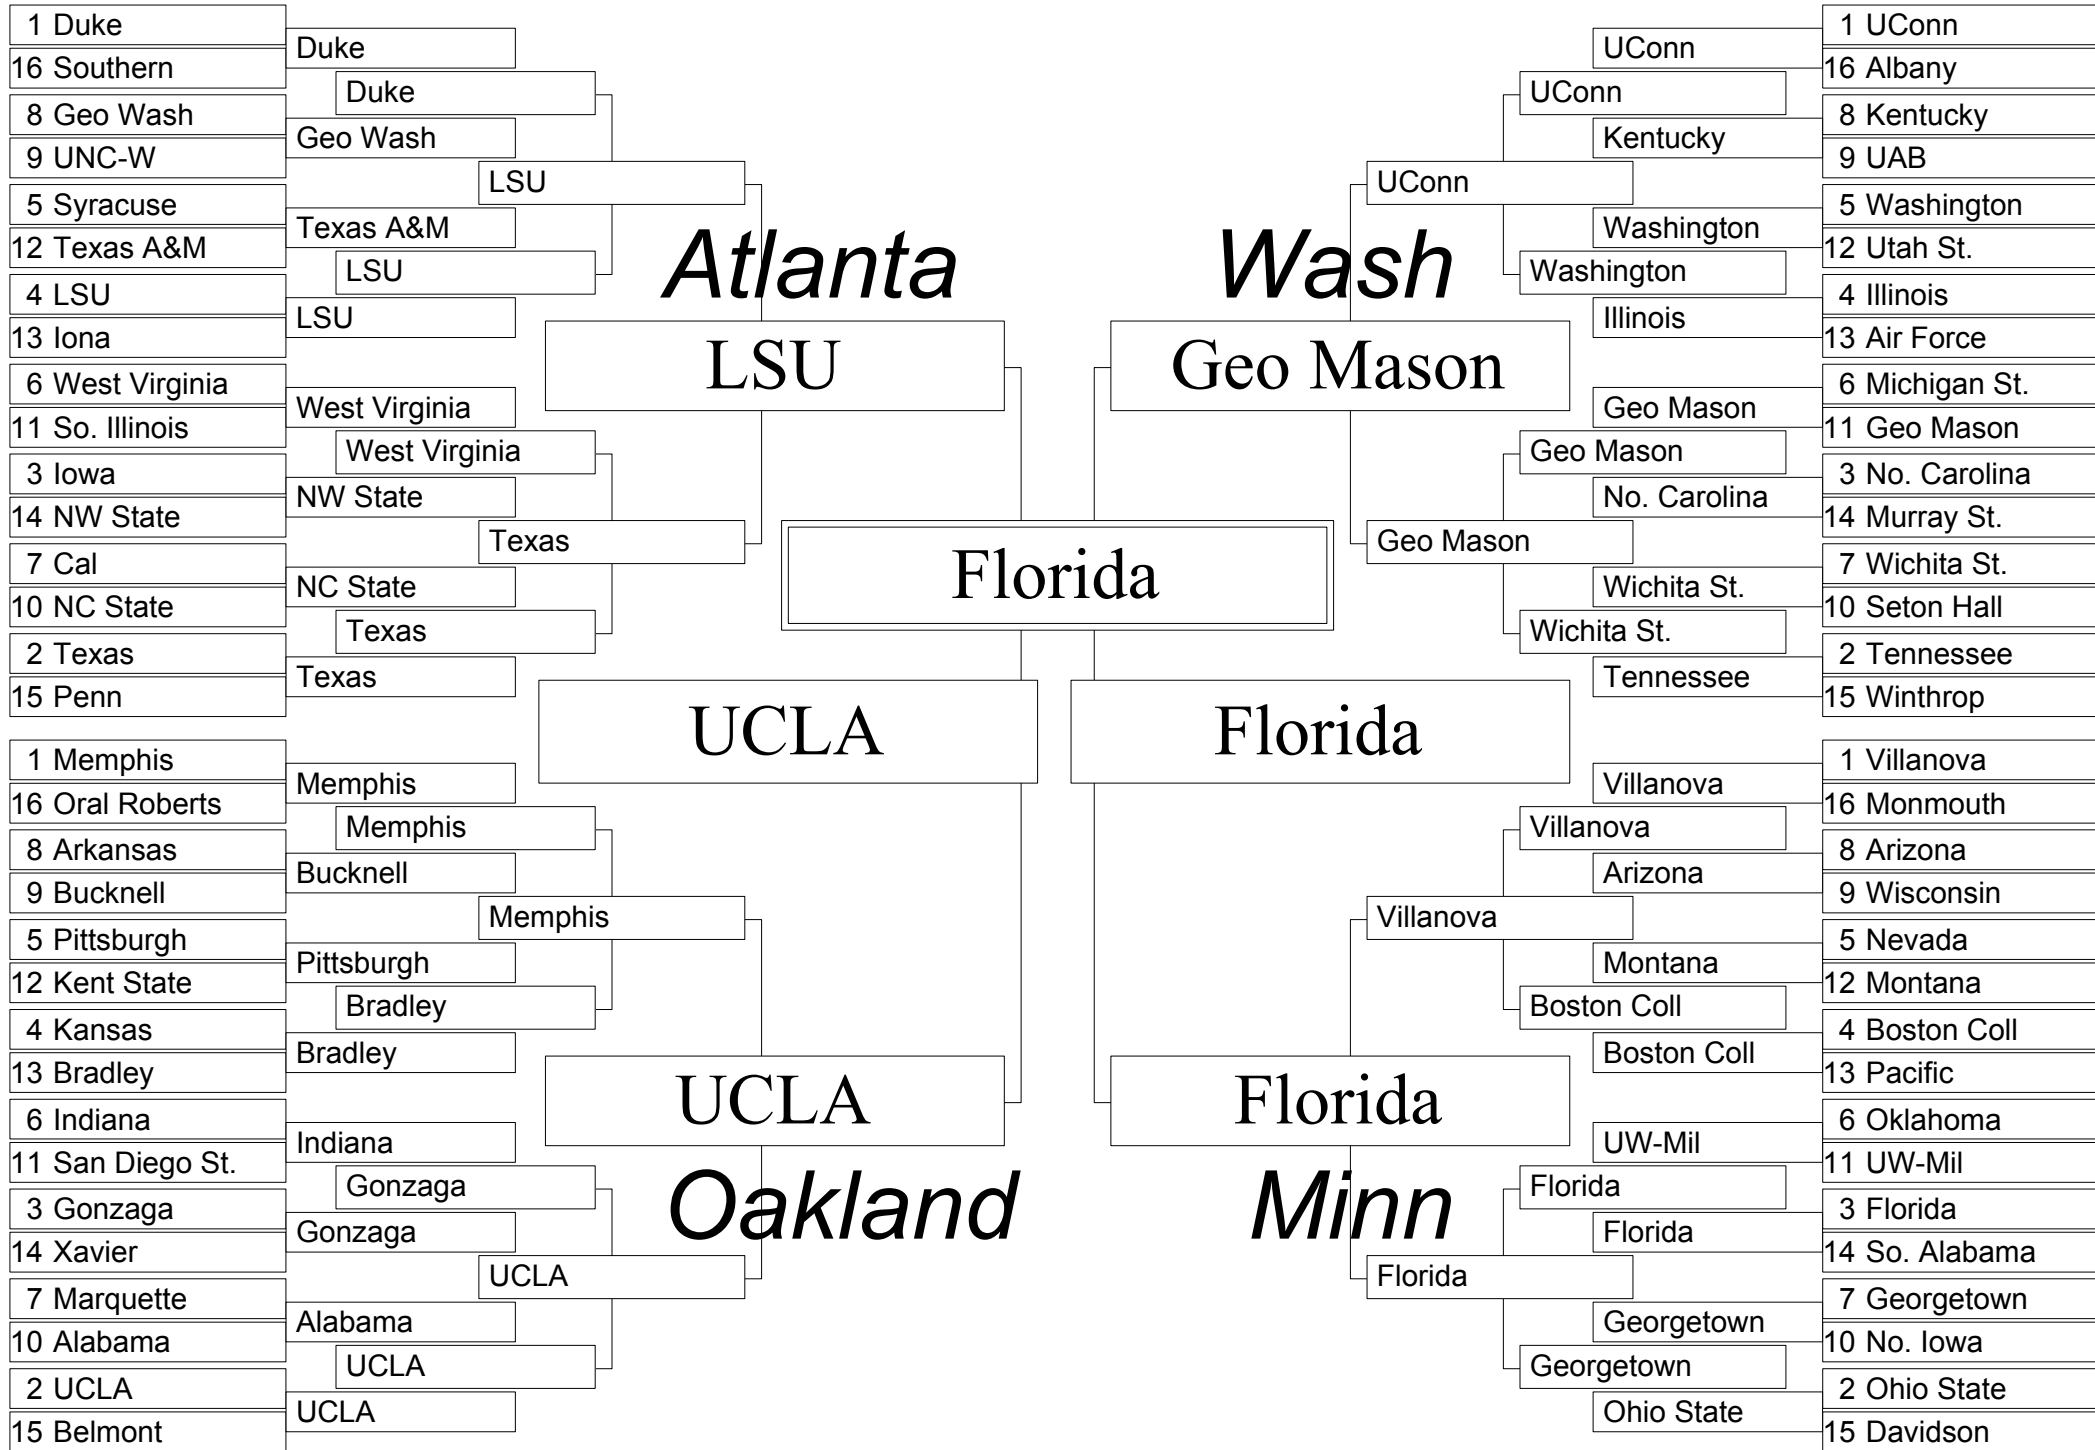 1 Duke
16 Southern
8 Geo Wash
9 UNC-W
5 Syracuse
12 Texas A&M
4 LSU
13 Iona
6 West Virginia
11 So. Illinois
3 Iowa
14 NW State
7 Cal
10 NC State
2 Texas
15 Penn
Duke
Geo Wash
Texas A&M
LSU
West Virginia
NW State
NC State
Texas
Duke
LSU
West Virginia
Texas
LSU
Texas
Atlanta
LSU
1 Memphis
16 Oral Roberts
8 Arkansas
9 Bucknell
5 Pittsburgh
12 Kent State
4 Kansas
13 Bradley
6 Indiana
11 San Diego St.
3 Gonzaga
14 Xavier
7 Marquette
10 Alabama
2 UCLA
15 Belmont
Memphis
Bucknell
Pittsburgh
Bradley
Indiana
Gonzaga
Alabama
UCLA
Memphis
Bradley
Gonzaga
UCLA
Memphis
UCLA
UCLA
Oakland
UCLA
Florida
Florida
Wash
Geo Mason
UConn
Geo Mason
UConn
Washington
Geo Mason
Wichita St.
UConn
Kentucky
Washington
Illinois
Geo Mason
No. Carolina
Wichita St.
Tennessee
1 UConn
16 Albany
8 Kentucky
9 UAB
5 Washington
12 Utah St.
4 Illinois
13 Air Force
6 Michigan St.
11 Geo Mason
3 No. Carolina
14 Murray St.
7 Wichita St.
10 Seton Hall
2 Tennessee
15 Winthrop
Florida
Minn
Villanova
Florida
Villanova
Boston Coll
Florida
Georgetown
Villanova
Arizona
Montana
Boston Coll
UW-Mil
Florida
Georgetown
Ohio State
1 Villanova
16 Monmouth
8 Arizona
9 Wisconsin
5 Nevada
12 Montana
4 Boston Coll
13 Pacific
6 Oklahoma
11 UW-Mil
3 Florida
14 So. Alabama
7 Georgetown
10 No. Iowa
2 Ohio State
15 Davidson